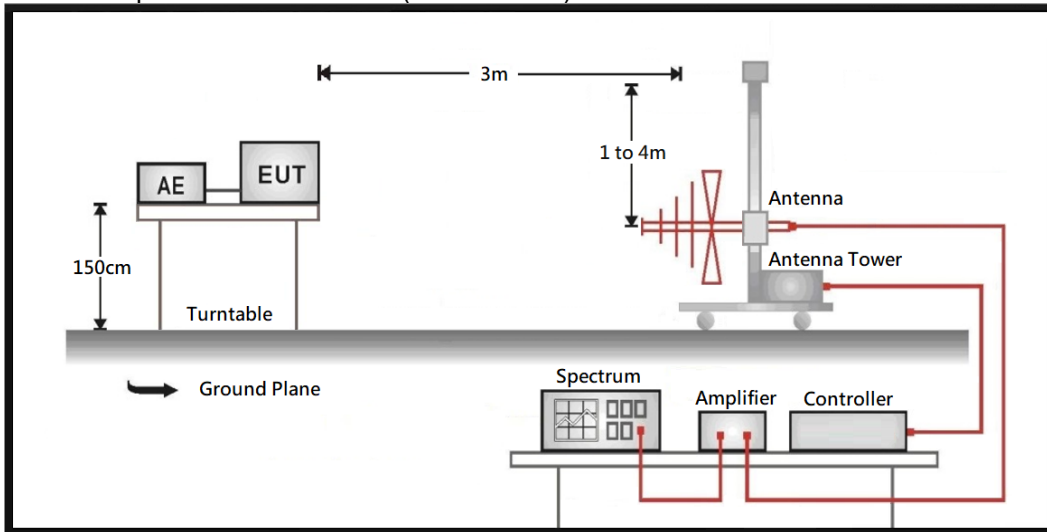 3m
1 to 4m
AE
EUT
Antenna
150cm
Antenna Tower
Turntable
Ground Plane
Spectrum
Amplifier
Controller